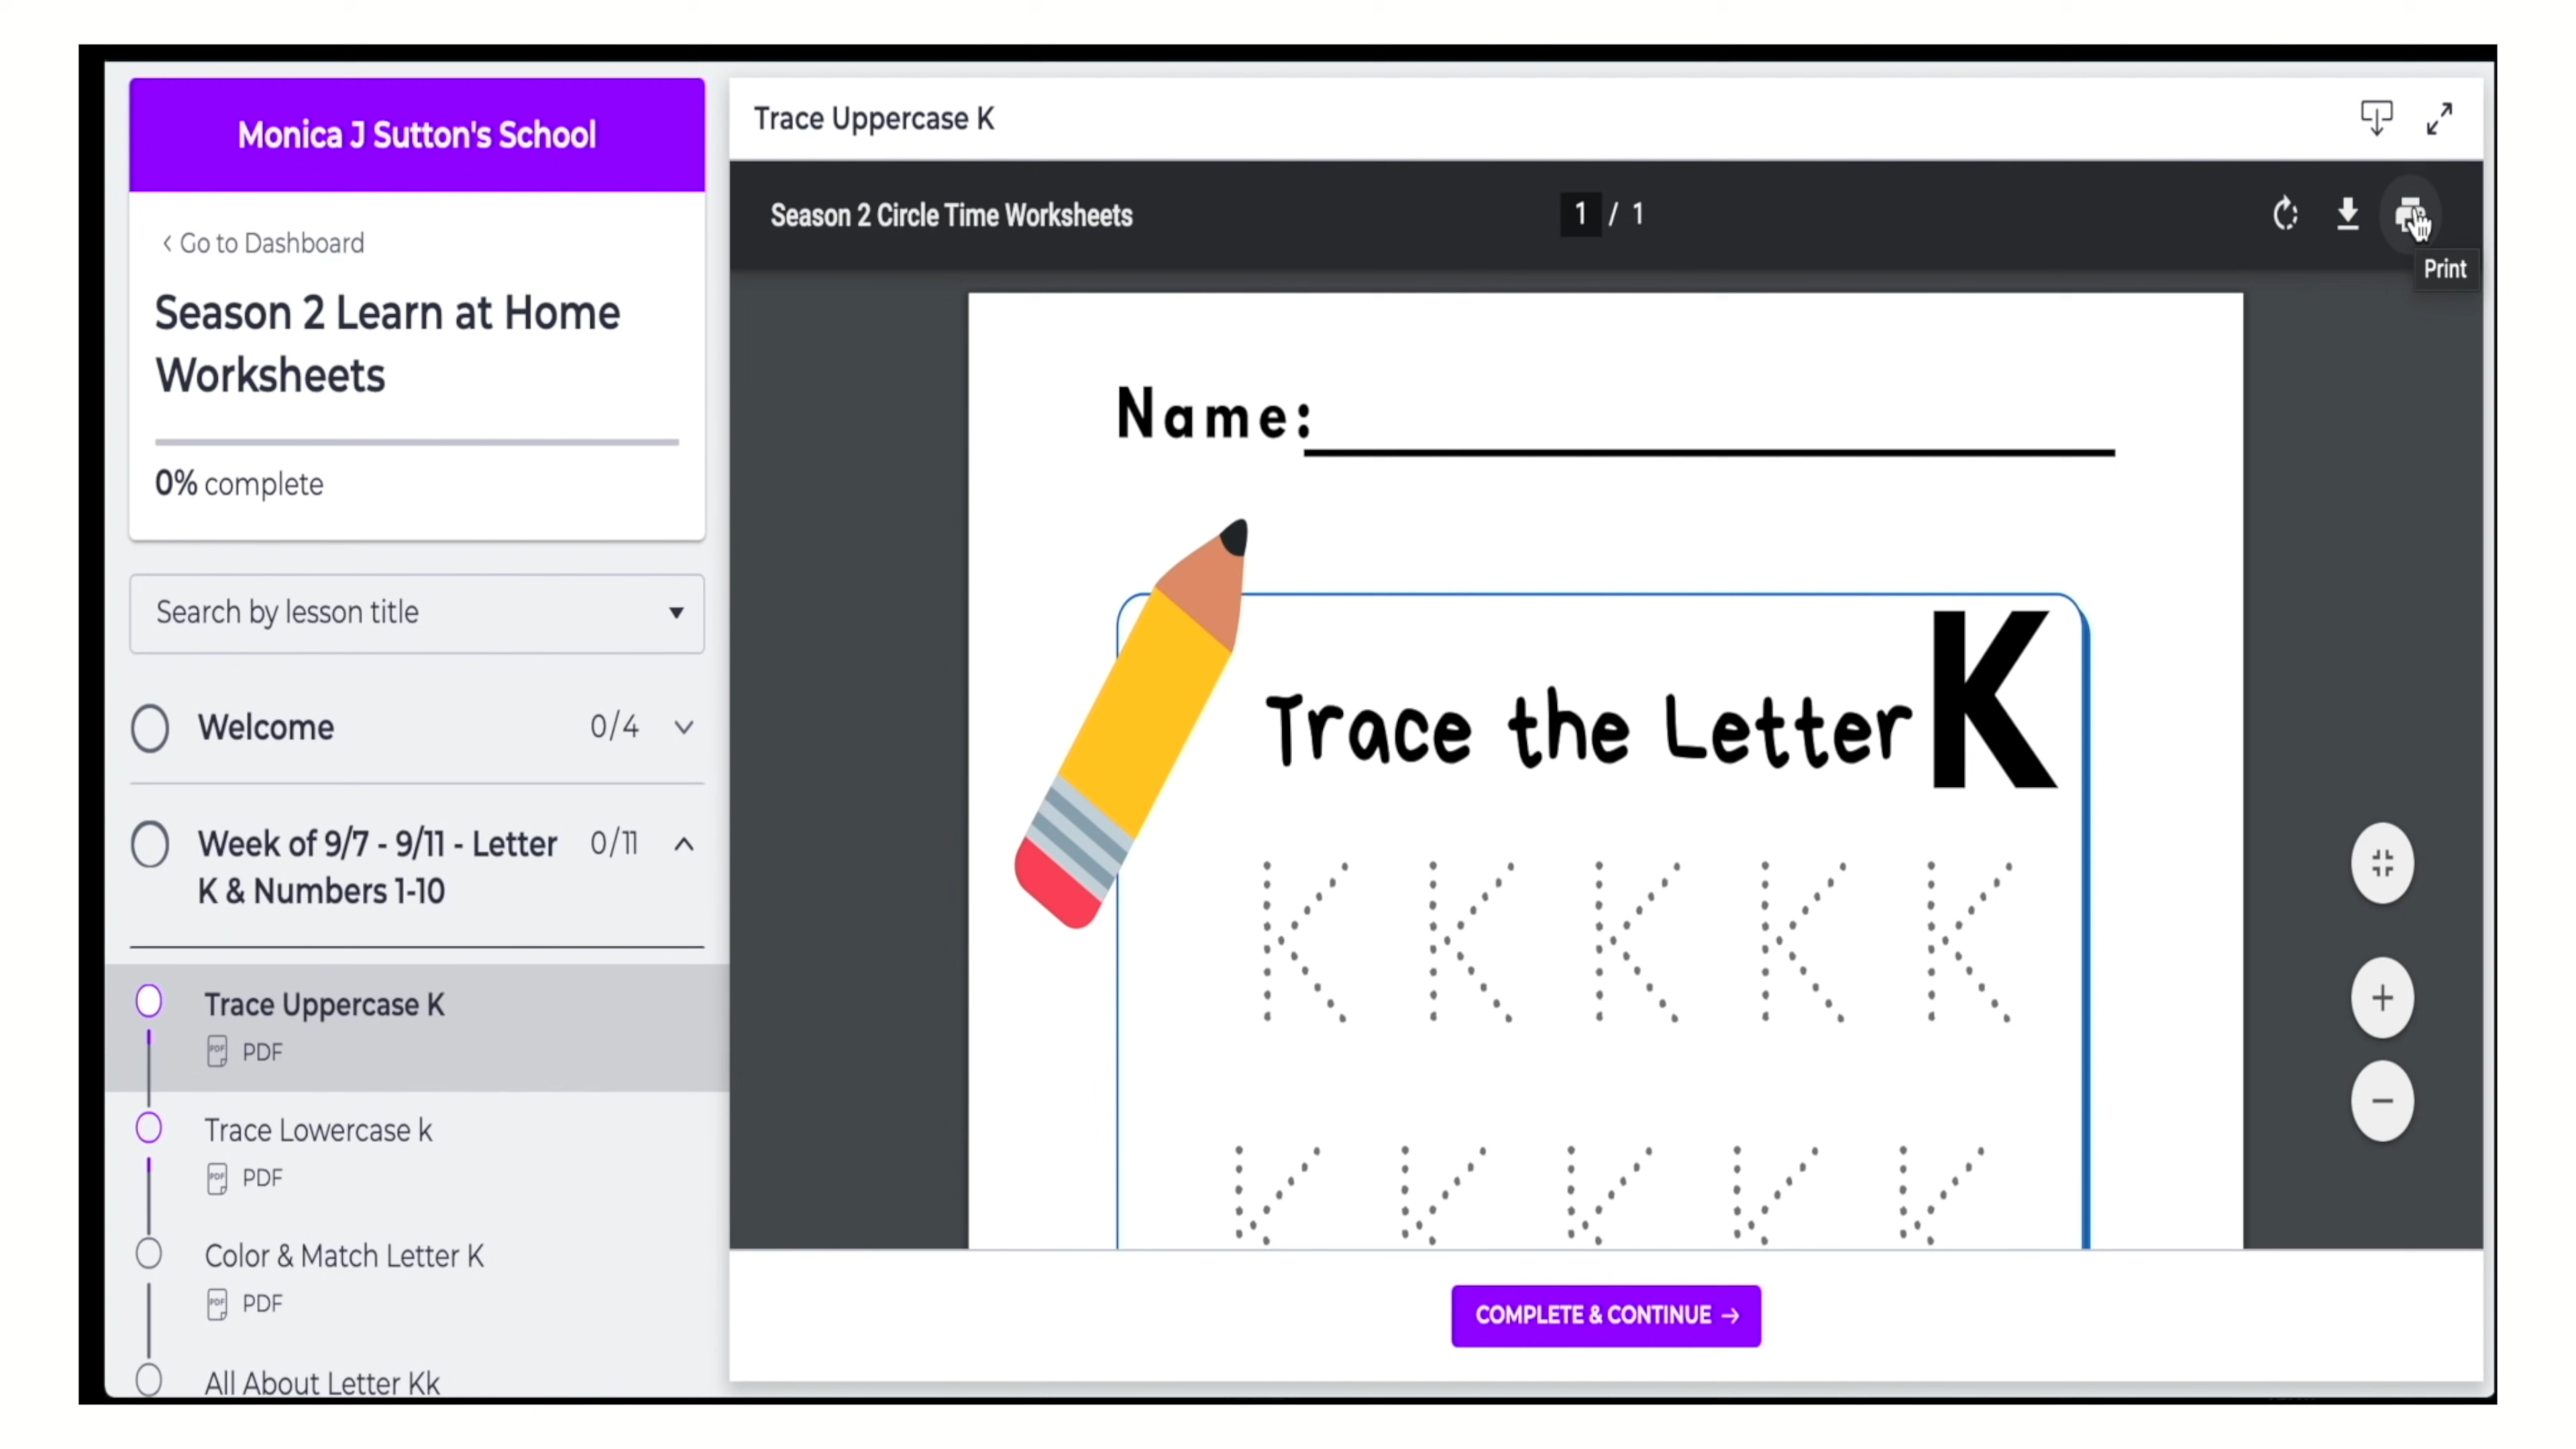 Monica J Sutton's School
< Go to Dashboard
Season 2 Learn at Home
Worksheets
0% complete
Search by lesson title
Welcome 0/4
Week of 9/7 - 9/11 - Letter 0/11
K & Numbers 1-10
Trace Uppercase K
PDF
Trace Lowercase k
PDF
Color & Match Letter K
PDF
All About Letter Kk
Trace Uppercase K
Season 2 Circle Time Worksheets 1 / 1
Print
Name:
Trace the Letter K
K K K K K
K K K K K
COMPLETE & CONTINUE →